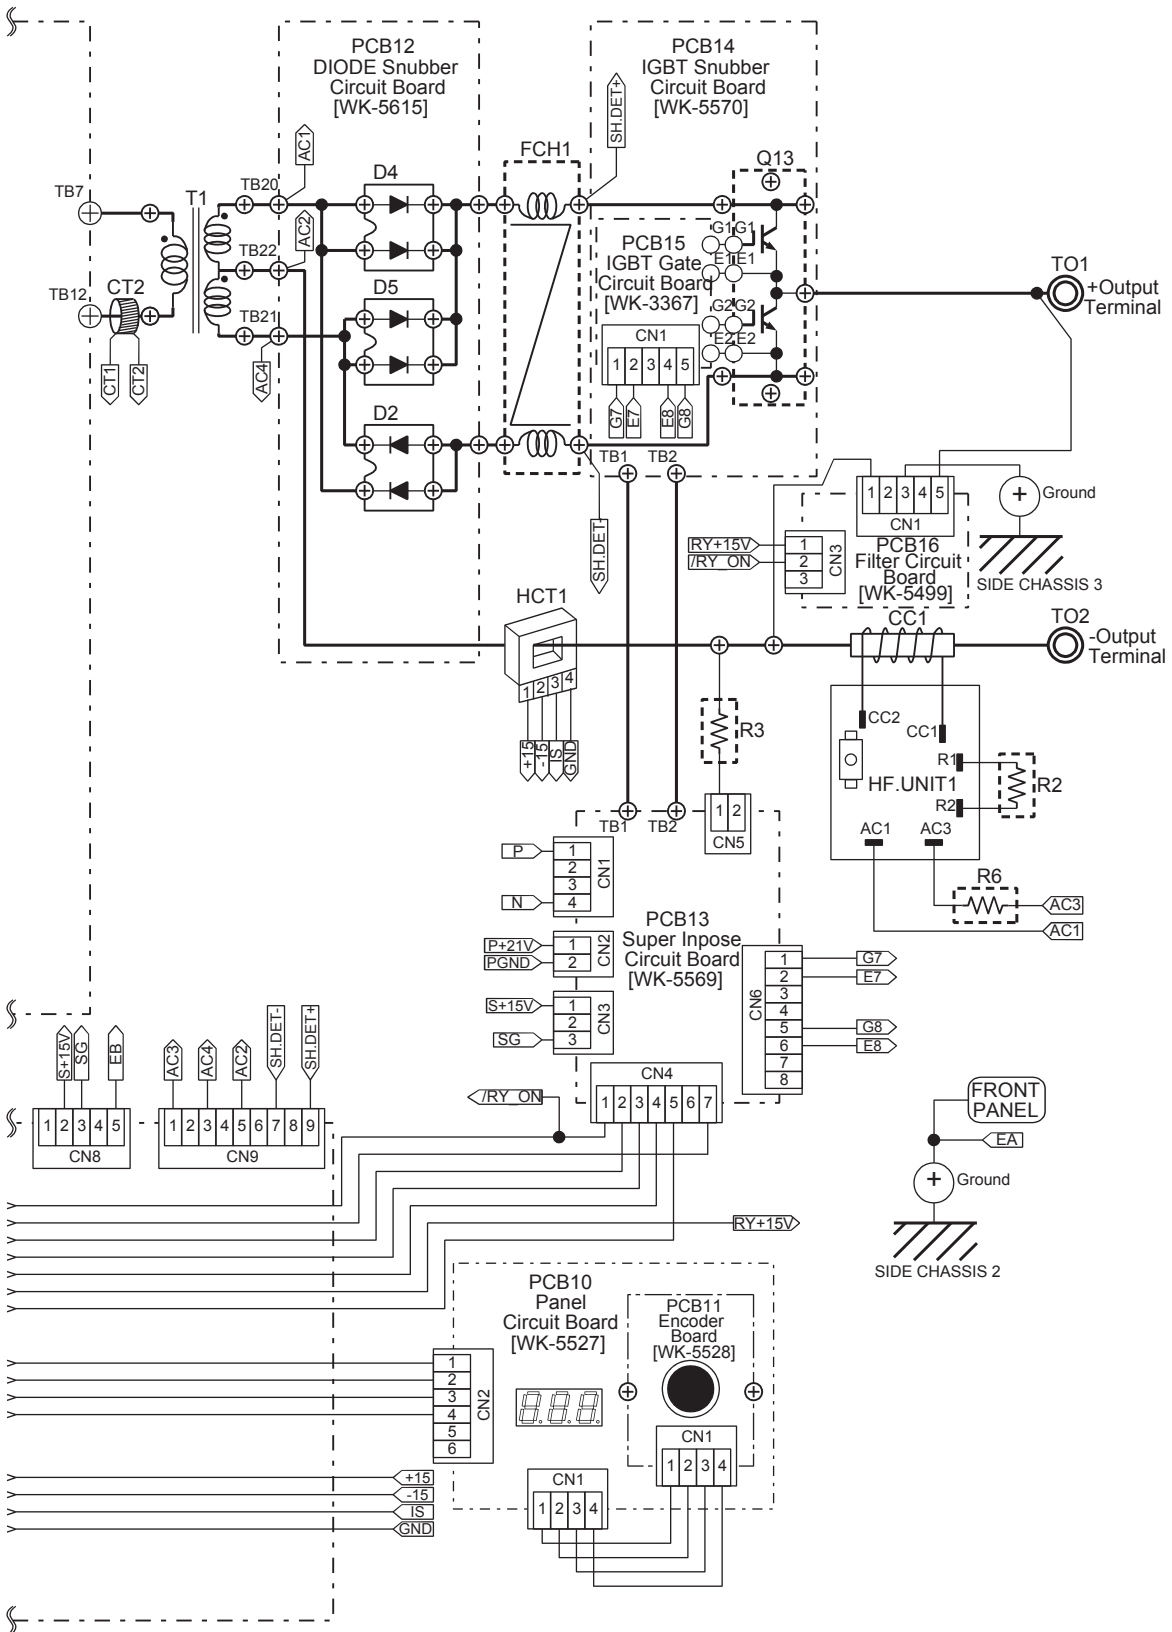 PCB12
DIODE Snubber
Circuit Board
[WK-5615]
PCB14
IGBT Snubber
Circuit Board
[WK-5570]
AC1
AC2
AC4
SH.DET+
FCH1
Q13
D4
D5
D2
TB7
TB12
T1
CT2
CT1
CT2
TB20
TB22
TB21
PCB15
IGBT Gate
Circuit Board
[WK-3367]
G1 G1
E1 E1
G2 G2
E2 E2
CN1
1 2 3 4 5
G7
E7
E8
G8
TO1
+Output
Terminal
TB1
TB2
SH.DET-
1 2 3 4 5
CN1
Ground
RY+15V
/RY_ON
1
2
3
CN3
PCB16
Filter Circuit
Board
[WK-5499]
SIDE CHASSIS 3
HCT1
1 2 3 4
+15
-15
IS
GND
CC1
TO2
-Output
Terminal
R3
CC2
CC1
R1
HF.UNIT1
R2
R2
AC1
AC3
R6
AC3
AC1
TB1
TB2
1 2
CN5
P
N
1
2
3
4
CN1
P+21V
PGND
1
2
CN2
S+15V
SG
1
2
3
CN3
PCB13
Super Inpose
Circuit Board
[WK-5569]
CN6
1
2
3
4
5
6
7
8
G7
E7
G8
E8
CN4
1 2 3 4 5 6 7
/RY_ON
S+15V
SG
EB
1 2 3 4 5
CN8
AC3
AC4
AC2
SH.DET-
SH.DET+
1 2 3 4 5 6 7 8 9
CN9
FRONT
PANEL
EA
Ground
SIDE CHASSIS 2
RY+15V
PCB10
Panel
Circuit Board
[WK-5527]
PCB11
Encoder
Board
[WK-5528]
1
2
3
4
5
6
CN2
8.8.8.
CN1
1 2 3 4
CN1
1 2 3 4
+15
-15
IS
GND